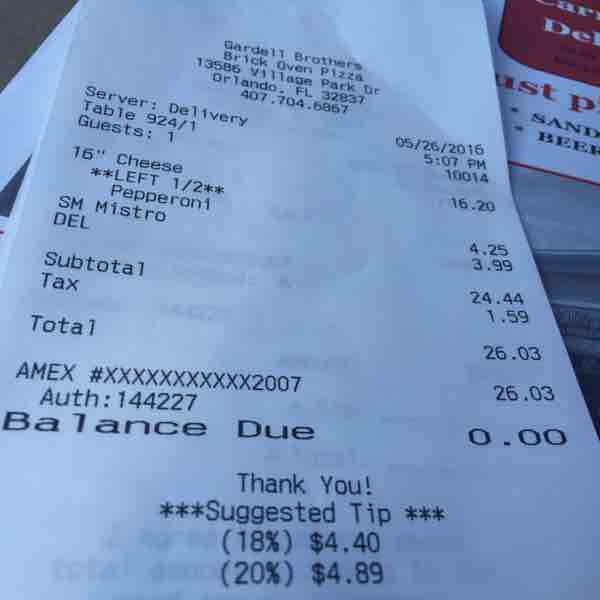 Gardell Brothers
Brick Oven Pizza
13586 Village Park Dr
Orlando, FL 32837
407.704.6867
Server: Delivery
05/26/2016
Table 924/1
5:07 PM
Guests: 1
10014
16" Cheese
16.20
**LEFT 1/2**
Pepperoni
SM Mistro
4.25
DEL
3.99
Subtotal
24.44
Tax
1.59
Total
26.03
AMEX #XXXXXXXXXXX2007
26.03
Auth:144227
Balance Due
0.00
Thank You!
***Suggested Tip ***
(18%) $4.40
(20%) $4.89
SAND
BEER